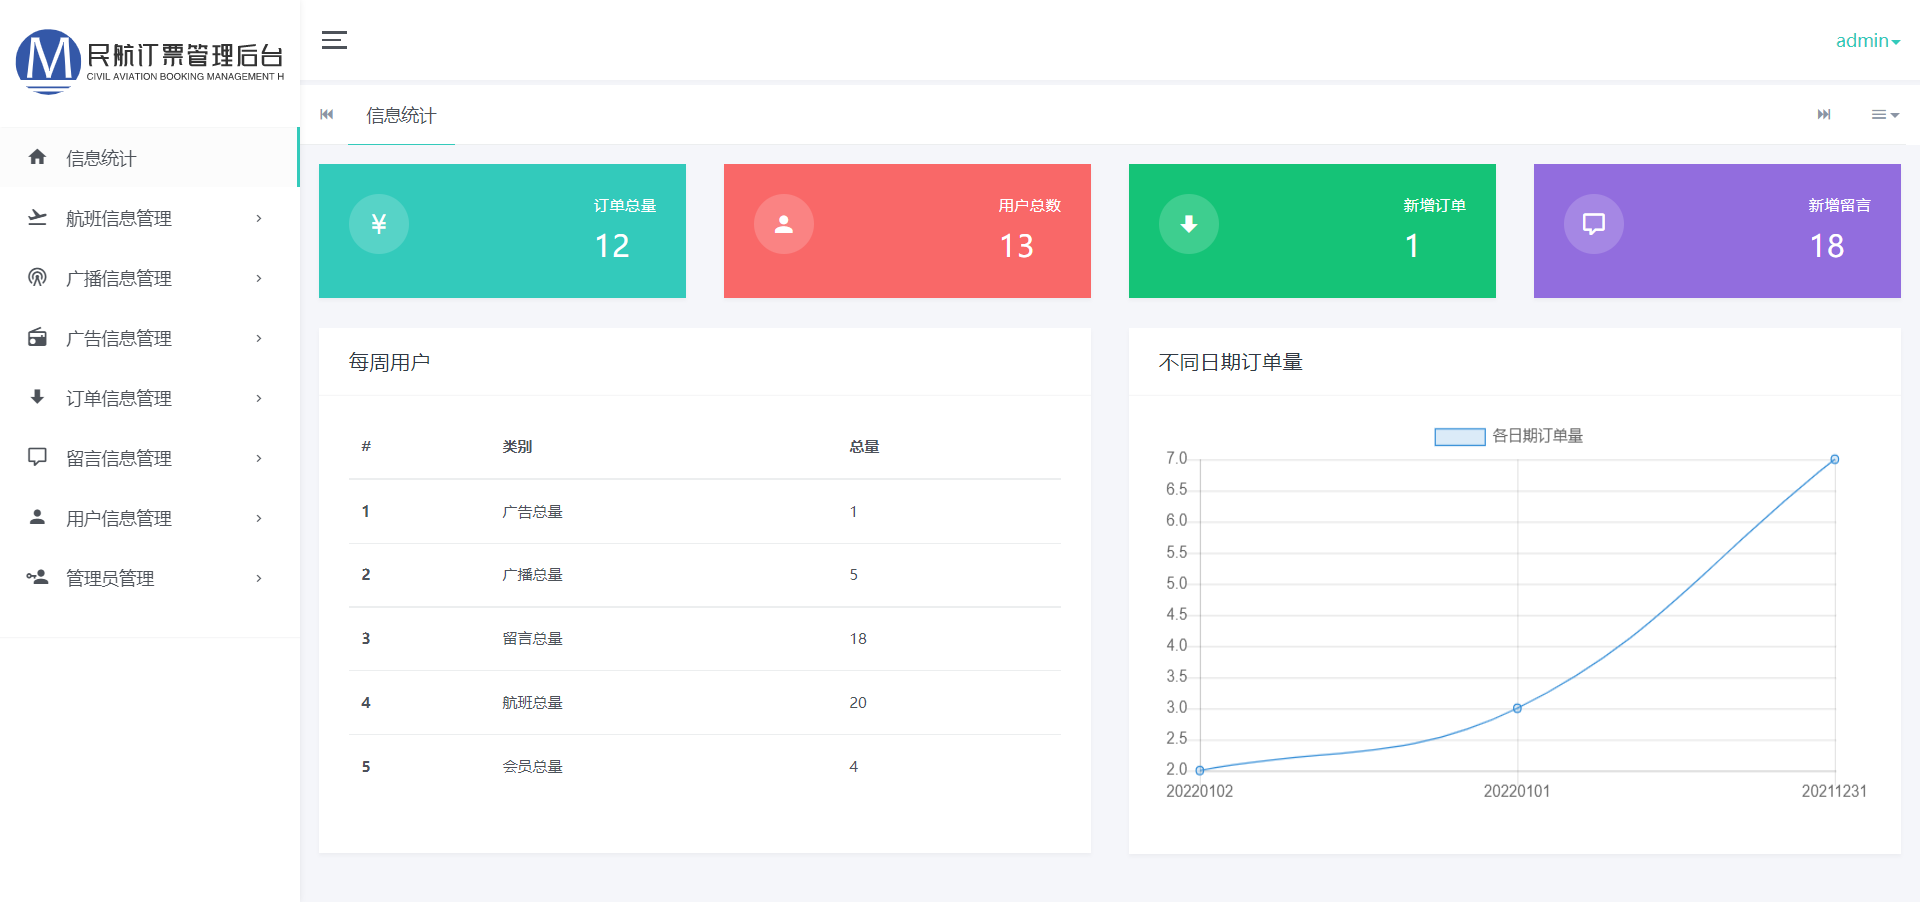 民航订票管理后台
CIVIL AVIATION BOOKING MANAGEMENT H
信息统计
航班信息管理
广播信息管理
广告信息管理
订单信息管理
留言信息管理
用户信息管理
管理员管理
admin
信息统计
¥
订单总量
12
用户总数
13
新增订单
1
新增留言
18
每周用户
# 类别 总量
1 广告总量 1
2 广播总量 5
3 留言总量 18
4 航班总量 20
5 会员总量 4
不同日期订单量
各日期订单量
7.0
6.5
6.0
5.5
5.0
4.5
4.0
3.5
3.0
2.5
2.0
20220102 20220101 20211231